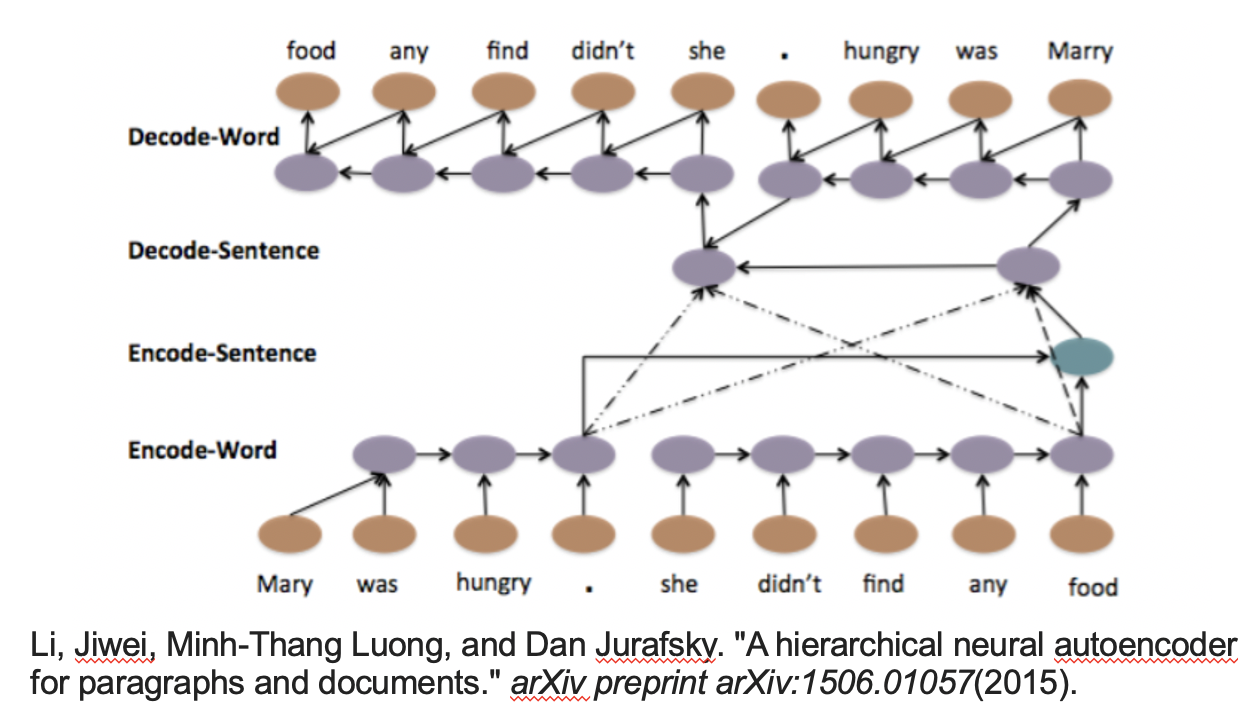 food any find didn't she . hungry was Marry
Decode-Word
Decode-Sentence
Encode-Sentence
Encode-Word
Mary was hungry . she didn't find any food
Li, Jiwei, Minh-Thang Luong, and Dan Jurafsky. "A hierarchical neural autoencoder
for paragraphs and documents." arXiv preprint arXiv:1506.01057(2015).